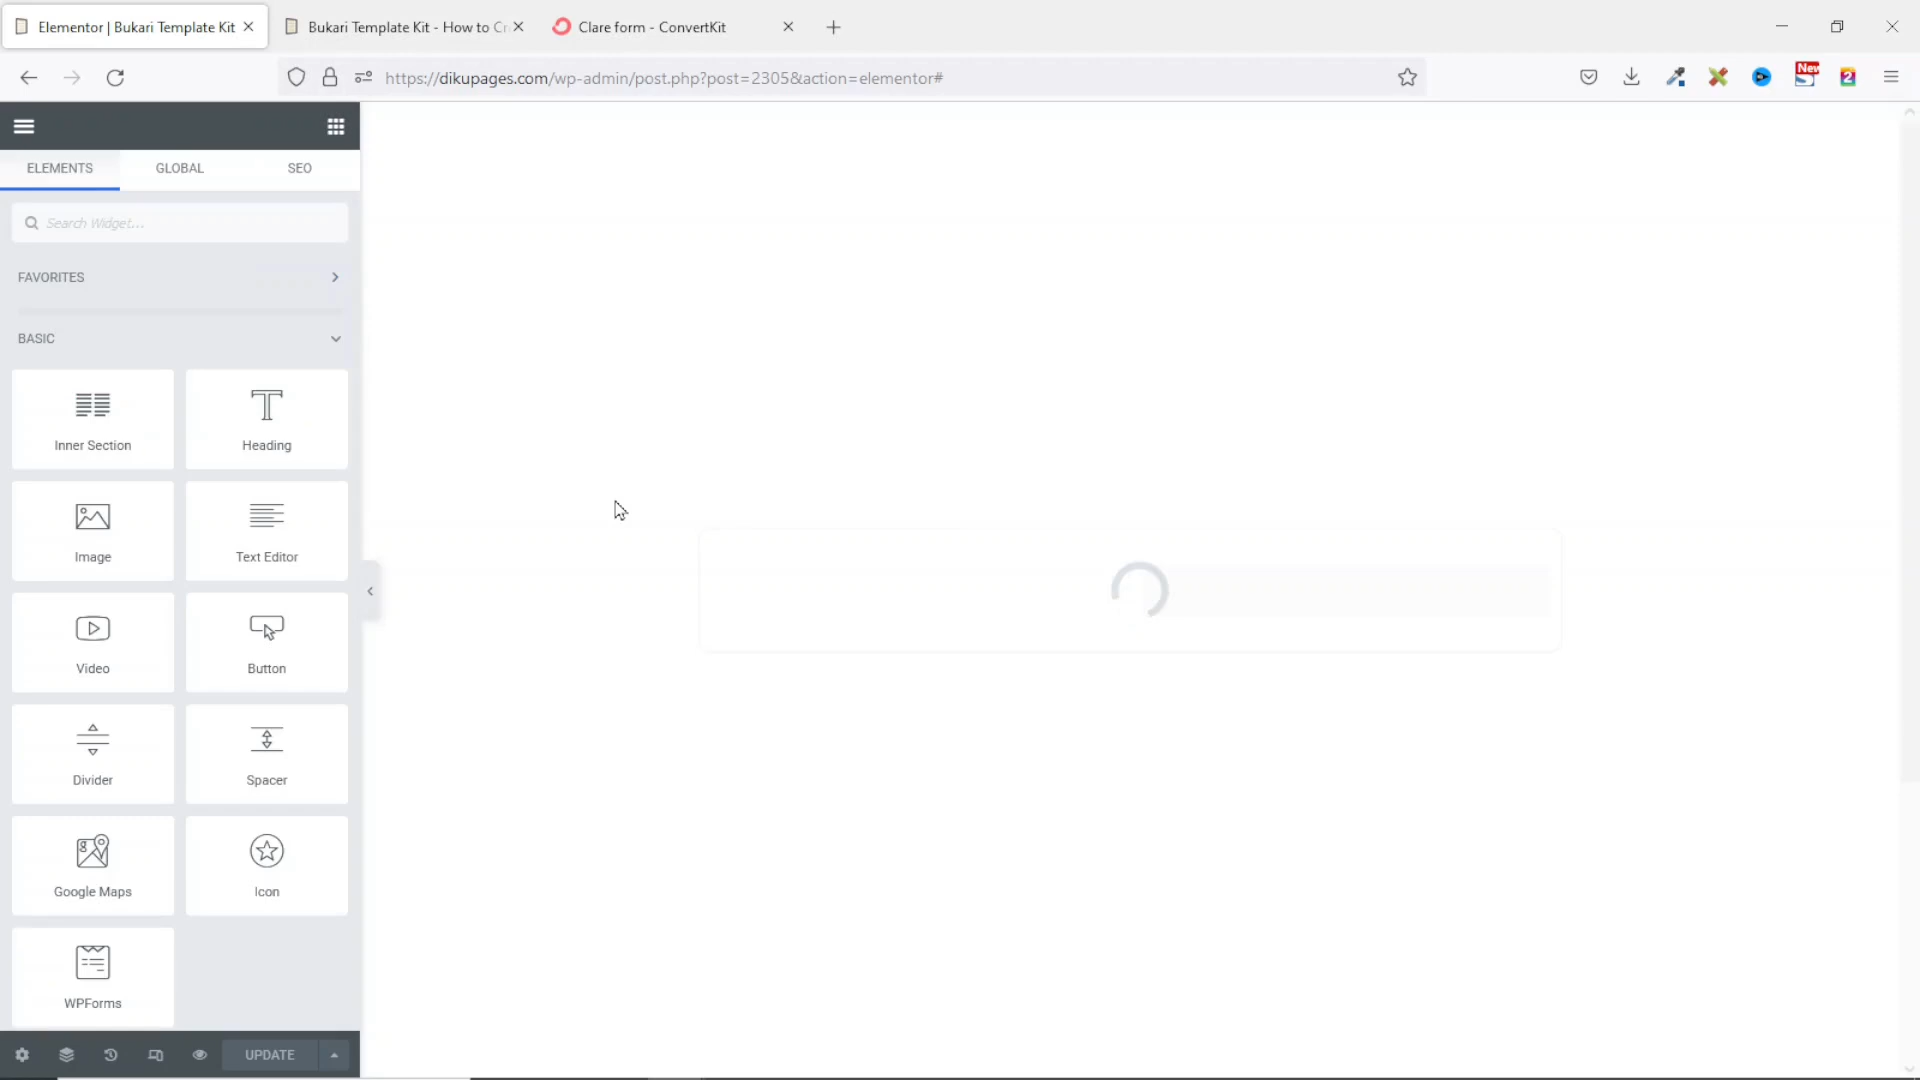 Elementor | Bukari Template Kit
Bukari Template Kit - How to Cr
Clare form - ConvertKit
https://dikupages.com/wp-admin/post.php?post=2305&action=elementor#
New
2
ELEMENTS
GLOBAL
SEO
Search Widget...
FAVORITES
BASIC
Inner Section
Heading
Image
Text Editor
Video
Button
Divider
Spacer
Google Maps
Icon
WPForms
UPDATE